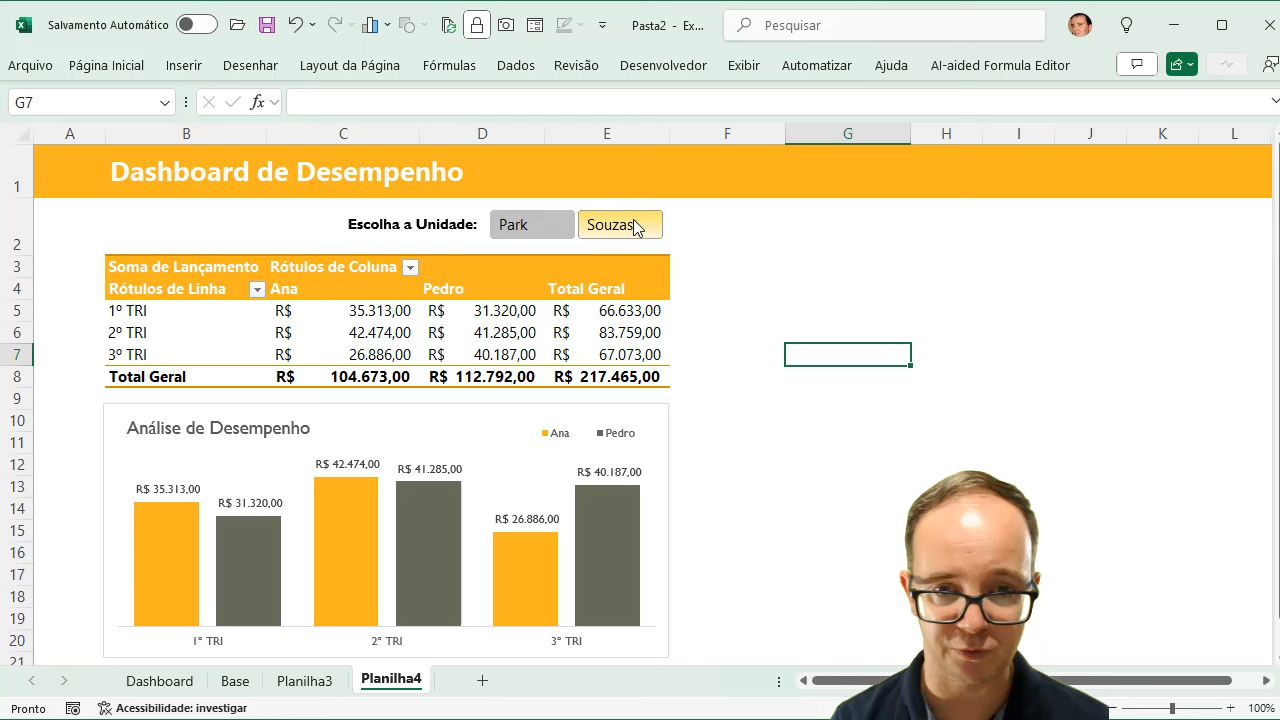 Salvamento Automático
Pasta2 - Ex...
Pesquisar
Arquivo Página Inicial Inserir Desenhar Layout da Página Fórmulas Dados Revisão Desenvolvedor Exibir Automatizar Ajuda AI-aided Formula Editor
G7 fx
A B C D E F G H I J K L
1 Dashboard de Desempenho
2 Escolha a Unidade: Park Souzas
3 Soma de Lançamento Rótulos de Coluna
4 Rótulos de Linha Ana Pedro Total Geral
5 1º TRI R$ 35.313,00 R$ 31.320,00 R$ 66.633,00
6 2º TRI R$ 42.474,00 R$ 41.285,00 R$ 83.759,00
7 3º TRI R$ 26.886,00 R$ 40.187,00 R$ 67.073,00
8 Total Geral R$ 104.673,00 R$ 112.792,00 R$ 217.465,00
9
10
11
12
13
14
15
16
17
18
19
20
21
Análise de Desempenho
Ana Pedro
R$ 35.313,00 R$ 31.320,00 R$ 42.474,00 R$ 41.285,00 R$ 26.886,00 R$ 40.187,00
1º TRI 2º TRI 3º TRI
Dashboard Base Planilha3 Planilha4
Pronto Acessibilidade: investigar 100%